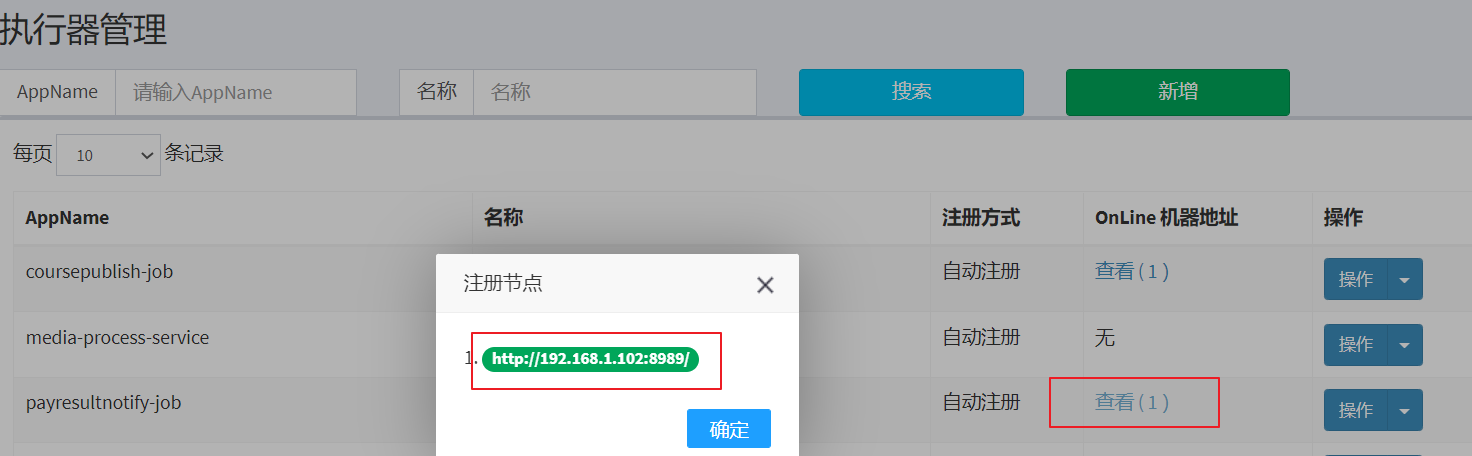 执行器管理
AppName 请输入AppName 名称 名称 搜索 新增
每页 10 条记录
AppName 名称 注册方式 OnLine 机器地址 操作
coursepublish-job 自动注册 查看 ( 1 ) 操作
注册节点
media-process-service 自动注册 无 操作
1. http://192.168.1.102:8989/
payresultnotify-job 自动注册 查看 ( 1 ) 操作
确定